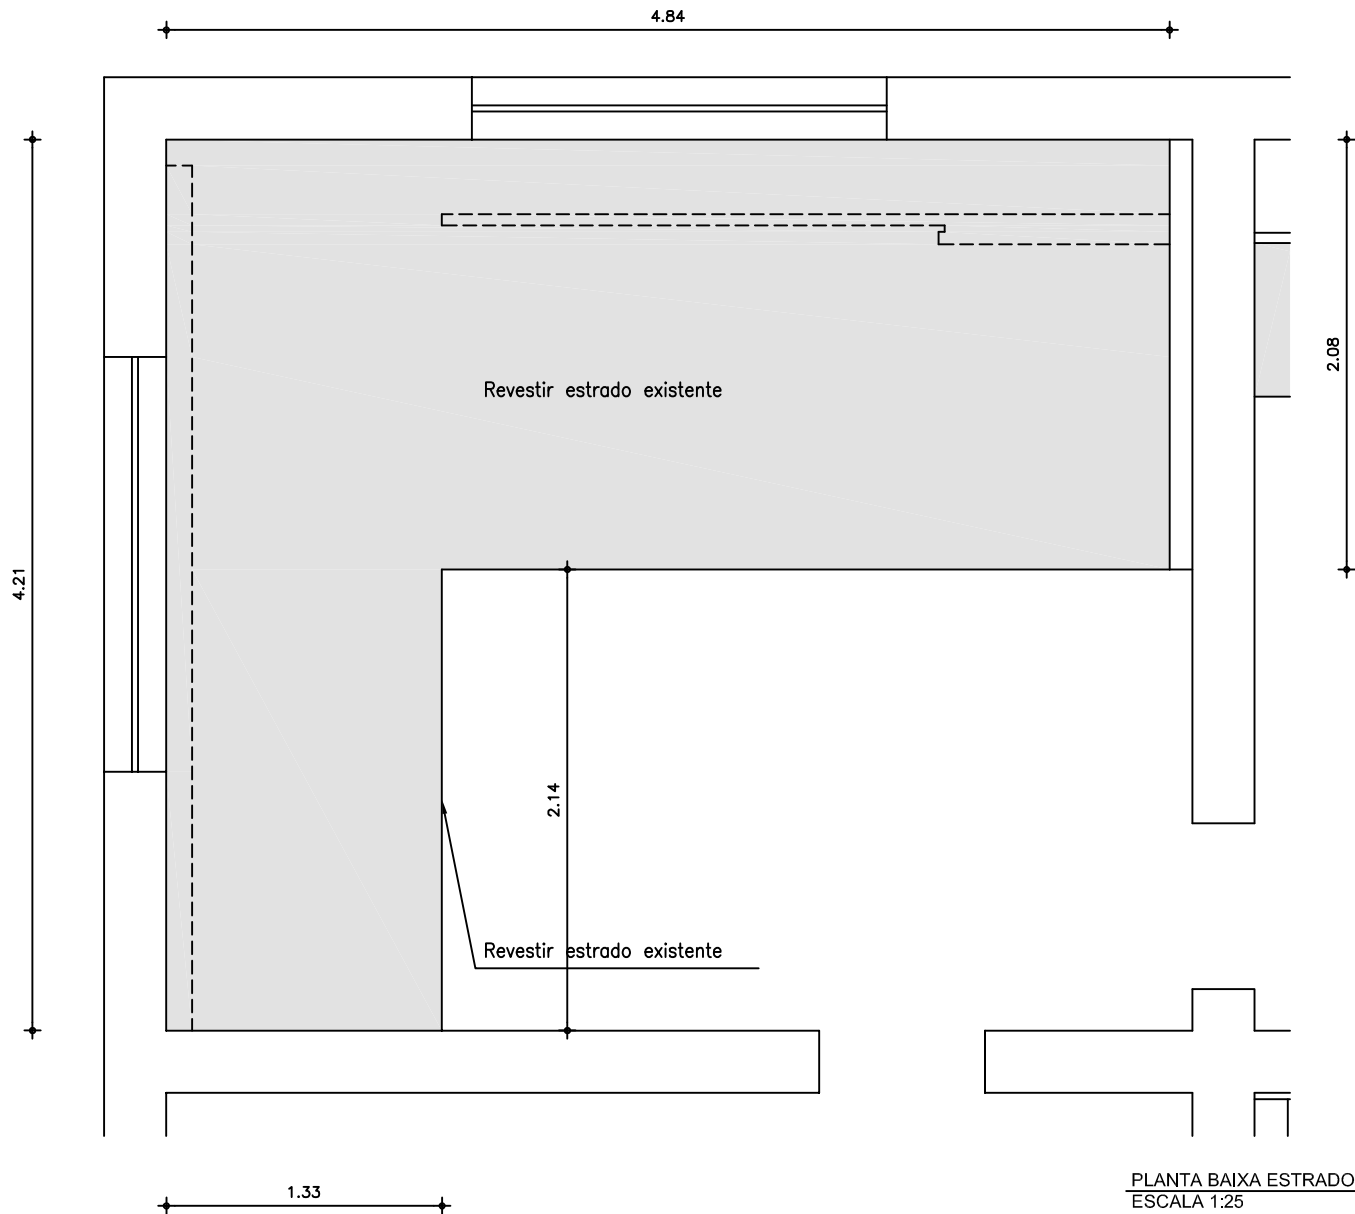 4.84
2.08
Revestir estrado existente
4.21
2.14
Revestir estrado existente
1.33
PLANTA BAIXA ESTRADO
ESCALA 1:25